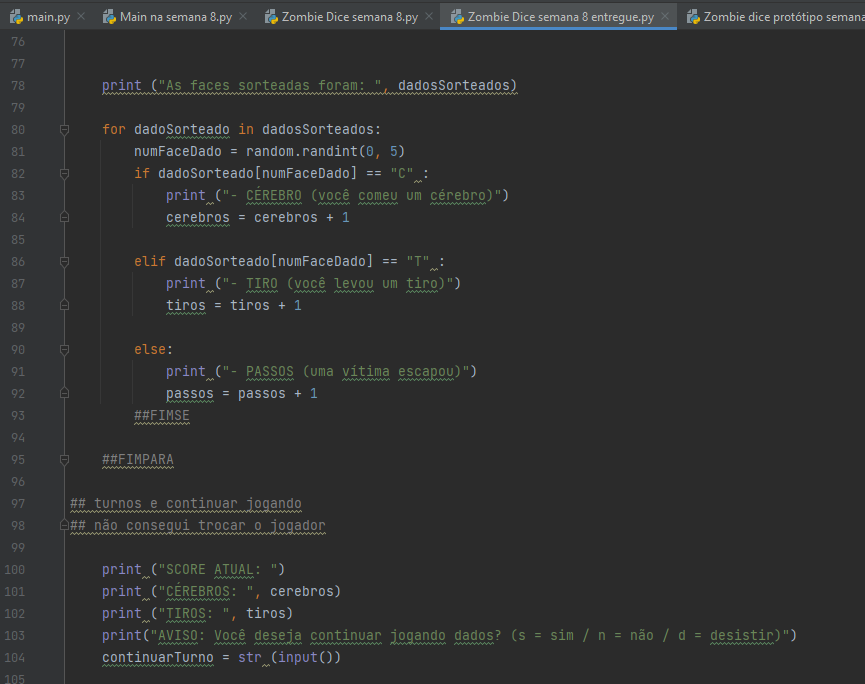 main.py Main na semana 8.py Zombie Dice semana 8.py Zombie Dice semana 8 entregue.py Zombie dice protótipo semana
76
77
78 print ("As faces sorteadas foram: ", dadosSorteados)
79
80 for dadoSorteado in dadosSorteados:
81 numFaceDado = random.randint(0, 5)
82 if dadoSorteado[numFaceDado] == "C" :
83 print ("- CÉREBRO (você comeu um cérebro)")
84 cerebros = cerebros + 1
85
86 elif dadoSorteado[numFaceDado] == "T" :
87 print ("- TIRO (você levou um tiro)")
88 tiros = tiros + 1
89
90 else:
91 print ("- PASSOS (uma vítima escapou)")
92 passos = passos + 1
93 ##FIMSE
94
95 ##FIMPARA
96
97 ## turnos e continuar jogando
98 ## não consegui trocar o jogador
99
100 print ("SCORE ATUAL: ")
101 print ("CÉREBROS: ", cerebros)
102 print ("TIROS: ", tiros)
103 print("AVISO: Você deseja continuar jogando dados? (s = sim / n = não / d = desistir)")
104 continuarTurno = str (input())
105